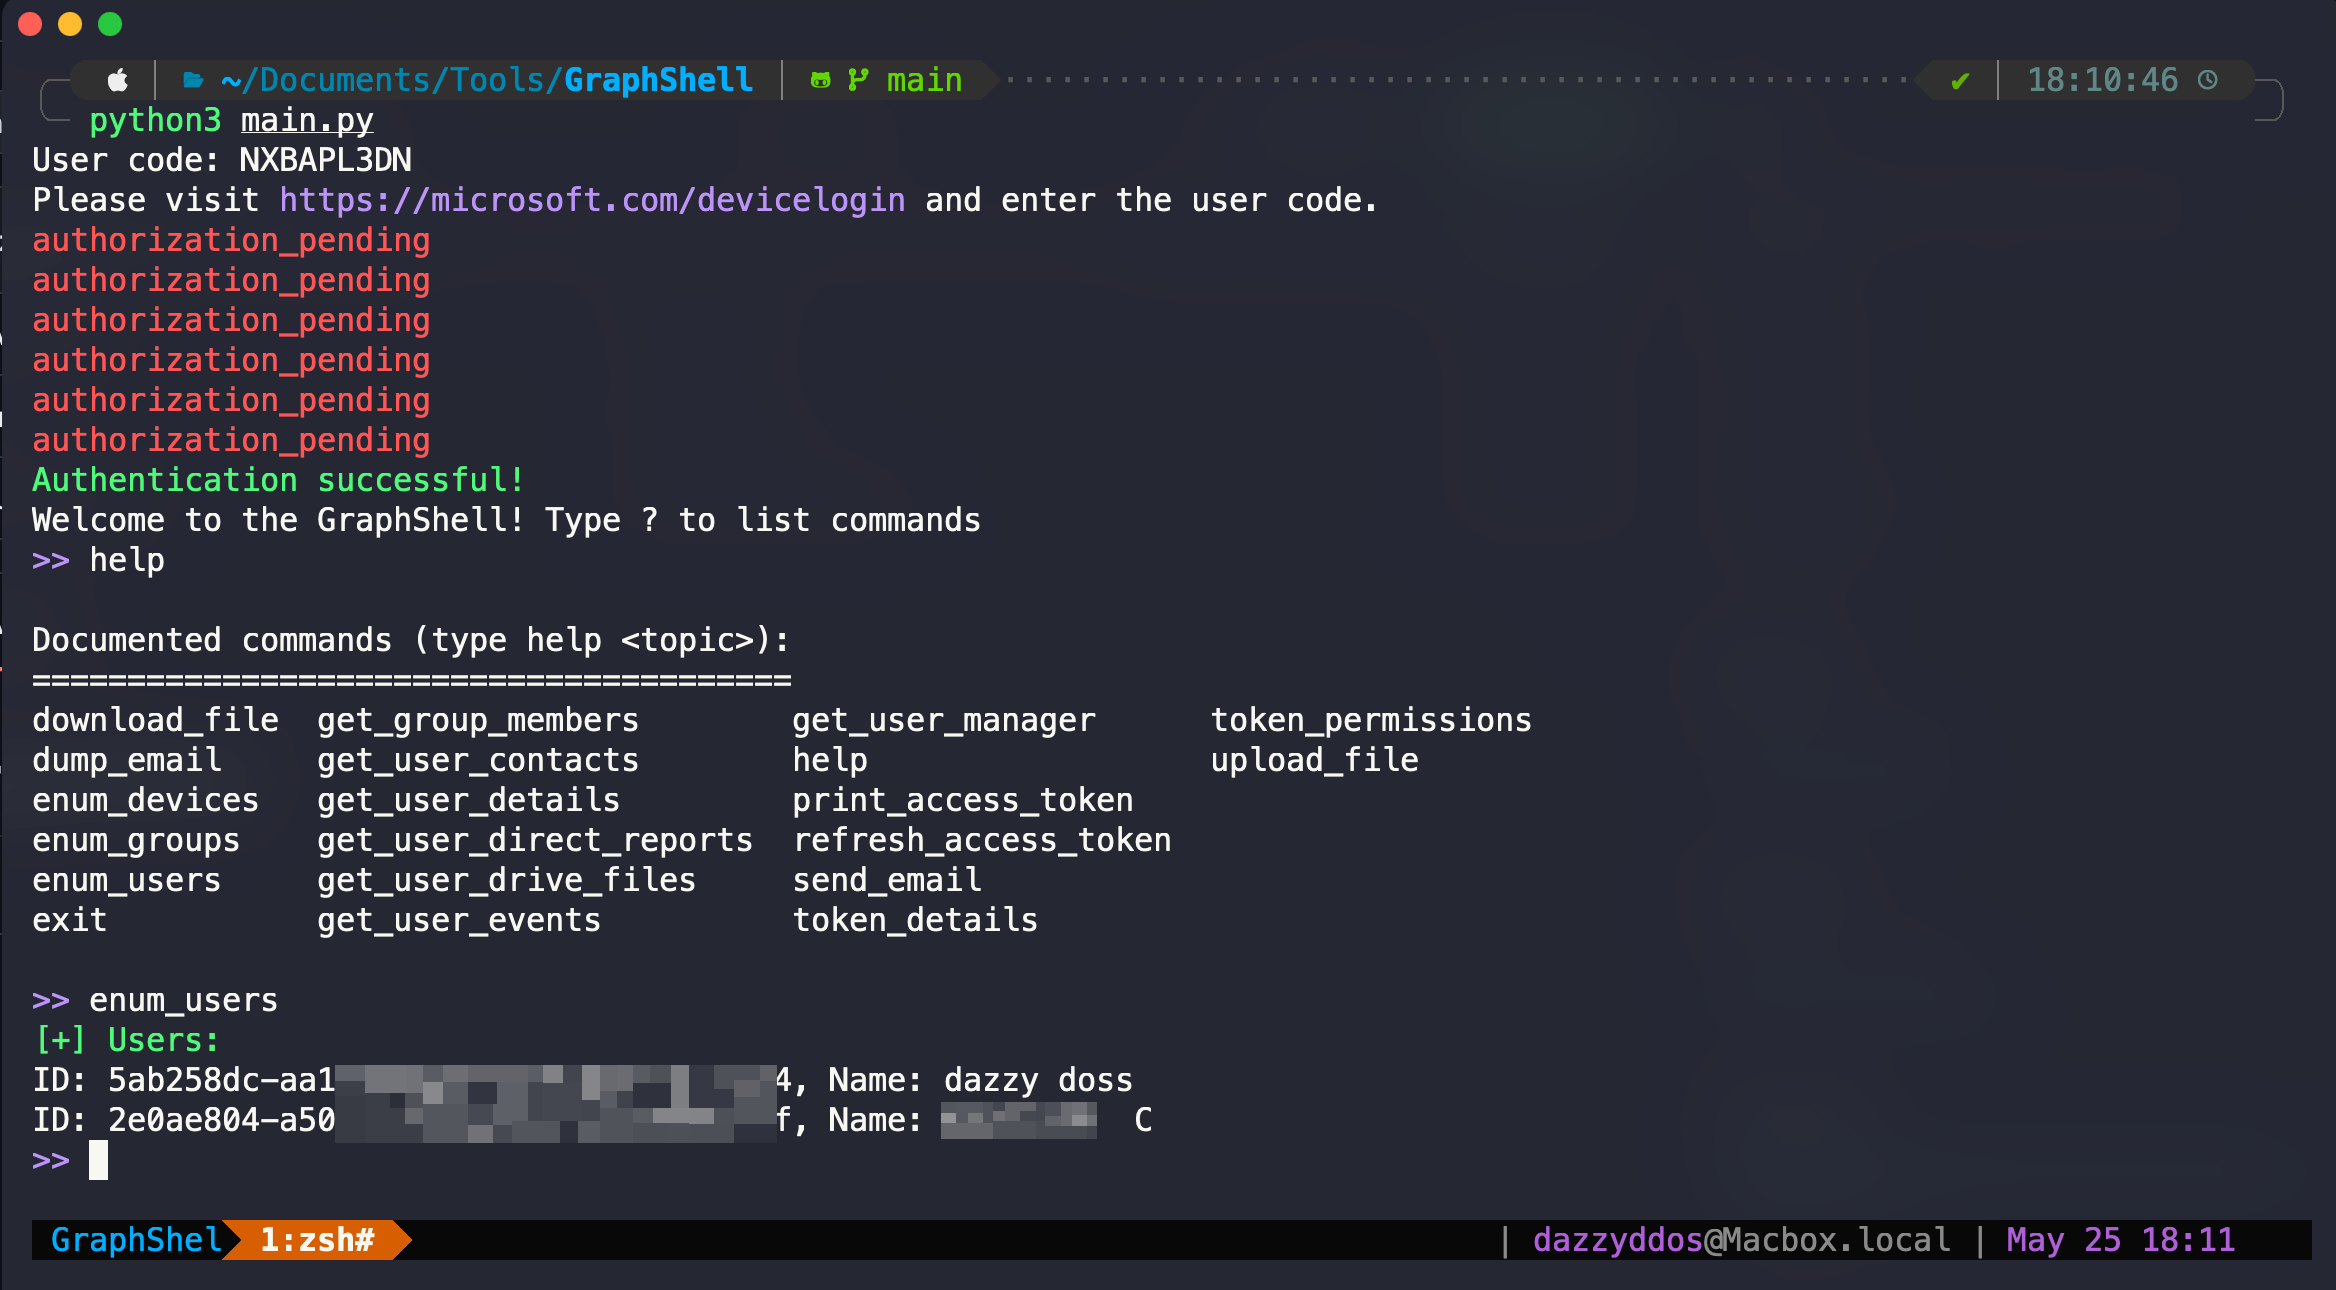 ~/Documents/Tools/GraphShell main ✔ 18:10:46
python3 main.py
User code: NXBAPL3DN
Please visit https://microsoft.com/devicelogin and enter the user code.
authorization_pending
authorization_pending
authorization_pending
authorization_pending
authorization_pending
authorization_pending
Authentication successful!
Welcome to the GraphShell! Type ? to list commands
>> help
Documented commands (type help <topic>):
========================================
download_file get_group_members get_user_manager token_permissions
dump_email get_user_contacts help upload_file
enum_devices get_user_details print_access_token
enum_groups get_user_direct_reports refresh_access_token
enum_users get_user_drive_files send_email
exit get_user_events token_details
>> enum_users
[+] Users:
ID: 5ab258dc-aa1 4, Name: dazzy doss
ID: 2e0ae804-a50 f, Name: C
>>
GraphShel 1:zsh# | dazzyddos@Macbox.local | May 25 18:11